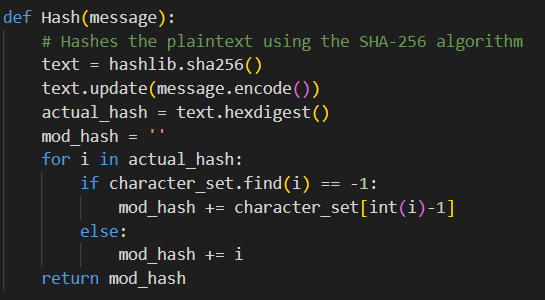 def Hash(message):
    # Hashes the plaintext using the SHA-256 algorithm
    text = hashlib.sha256()
    text.update(message.encode())
    actual_hash = text.hexdigest()
    mod_hash = ''
    for i in actual_hash:
        if character_set.find(i) == -1:
            mod_hash += character_set[int(i)-1]
        else:
            mod_hash += i
    return mod_hash